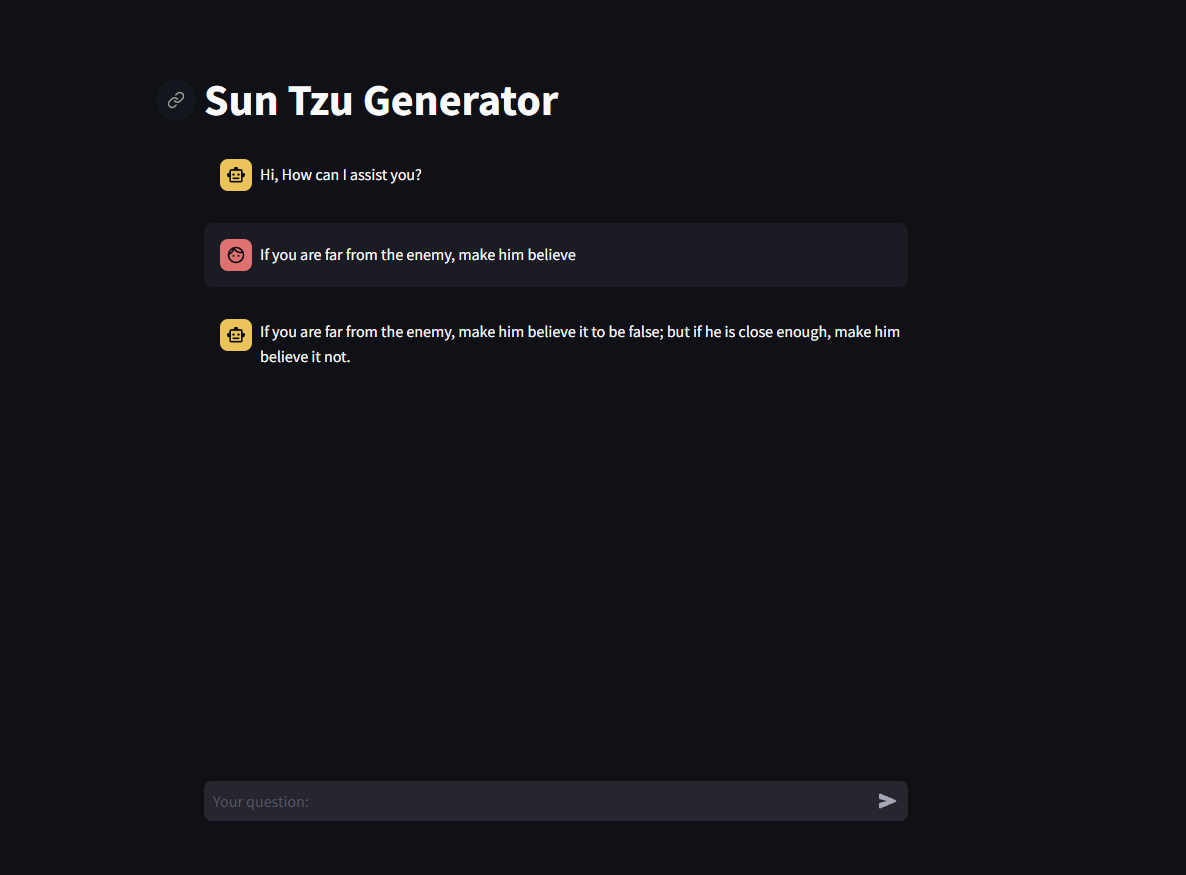 Sun Tzu Generator
Hi, How can I assist you?
If you are far from the enemy, make him believe
If you are far from the enemy, make him believe it to be false; but if he is close enough, make him
believe it not.
Your question: